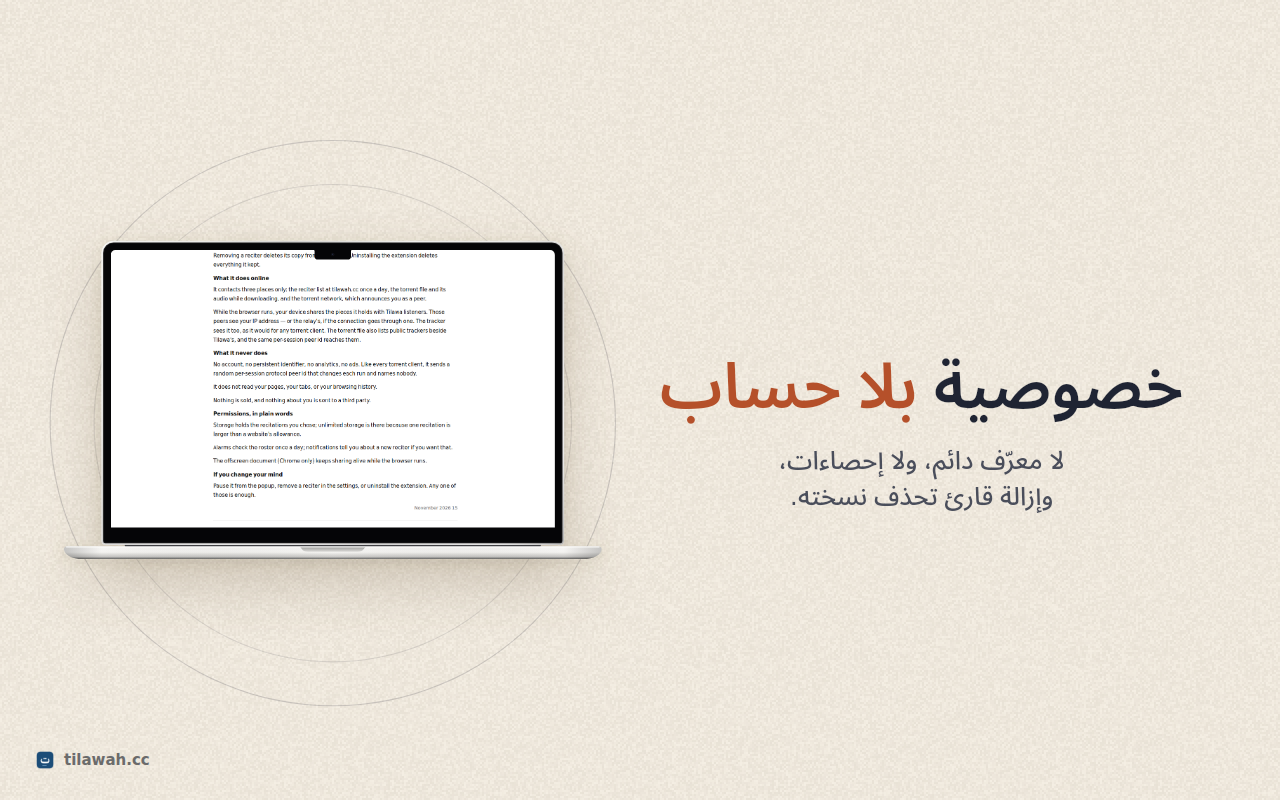 Removing a reciter deletes its copy from Uninstalling the extension deletes
everything it kept.
What it does online
It contacts three places only: the reciter list at tilawah.cc once a day, the torrent file and its
audio while downloading, and the torrent network, which announces you as a peer.
While the browser runs, your device shares the pieces it holds with Tilawa listeners. Those
peers see your IP address — or the relay's, if the connection goes through one. The tracker
sees it too, as it would for any torrent client. The torrent file also lists public trackers beside
Tilawa's, and the same per-session peer id reaches them.
What it never does
No account, no persistent identifier, no analytics, no ads. Like every torrent client, it sends a
random per-session protocol peer id that changes each run and names nobody.
It does not read your pages, your tabs, or your browsing history.
Nothing is sold, and nothing about you is sent to a third party.
Permissions, in plain words
Storage holds the recitations you chose; unlimited storage is there because one recitation is
larger than a website's allowance.
Alarms check the roster once a day; notifications tell you about a new reciter if you want that.
The offscreen document (Chrome only) keeps sharing alive while the browser runs.
If you change your mind
Pause it from the popup, remove a reciter in the settings, or uninstall the extension. Any one of
those is enough.
November 2026 15
خصوصية بلا حساب
لا معرّف دائم، ولا إحصاءات،
وإزالة قارئ تحذف نسخته.
ت tilawah.cc